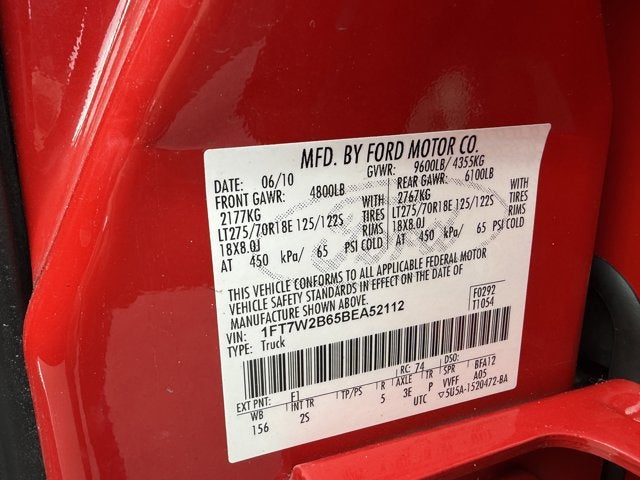 MFD. BY FORD MOTOR CO.
DATE: 06/10 GVWR: 9600LB/ 4355KG
FRONT GAWR: 4800LB REAR GAWR: 6100LB
2177KG WITH 2767KG WITH
LT275/70R18E 125/122S TIRES LT275/70R18E 125/122S TIRES
18X8.0J RIMS 18X8.0J RIMS
AT 450 kPa/ 65 PSI COLD AT 450 kPa/ 65 PSI COLD
THIS VEHICLE CONFORMS TO ALL APPLICABLE FEDERAL MOTOR
VEHICLE SAFETY STANDARDS IN EFFECT ON THE DATE OF
MANUFACTURE SHOWN ABOVE.
VIN: 1FT7W2B65BEA52112 F0292
TYPE: Truck T1054
EXT PNT: F1 RC: 74 DSO:
WB INT TR TP/PS R AXLE TR SPR BFA12
156 2S 5 3E P VVFF A05
UTC ▽5U5A-1520472-BA